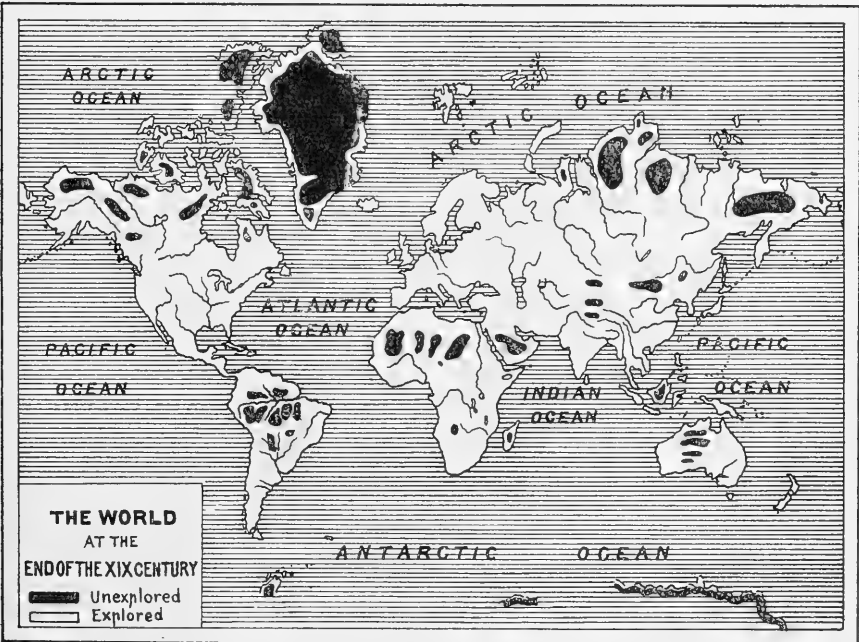 ARCTIC
OCEAN
ARCTIC OCEAN
ATLANTIC
OCEAN
PACIFIC
OCEAN
PACIFIC
OCEAN
INDIAN
OCEAN
ANTARCTIC OCEAN
THE WORLD
AT THE
END OF THE XIX CENTURY
Unexplored
Explored